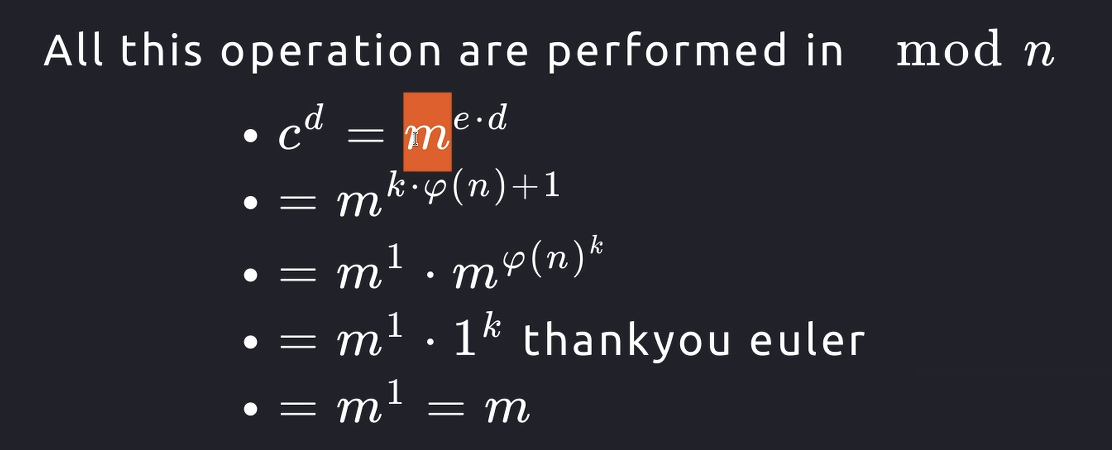 All this operation are performed in mod n
• c^d = m^{e·d}
• = m^{k·φ(n)+1}
• = m^1 · m^{φ(n)^k}
• = m^1 · 1^k thankyou euler
• = m^1 = m